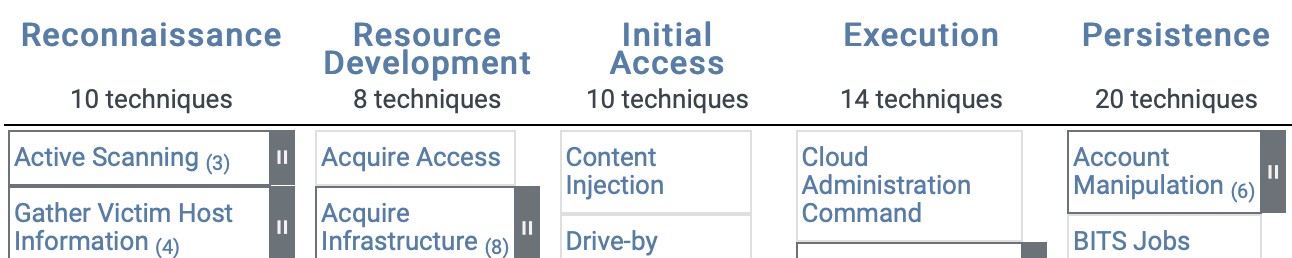 Reconnaissance
Resource
Development
Initial
Access
Execution
Persistence
10 techniques
8 techniques
10 techniques
14 techniques
20 techniques
Active Scanning (3)
Gather Victim Host
Information (4)
Acquire Access
Acquire
Infrastructure (8)
Content
Injection
Drive-by
Cloud
Administration
Command
Account
Manipulation (6)
BITS Jobs